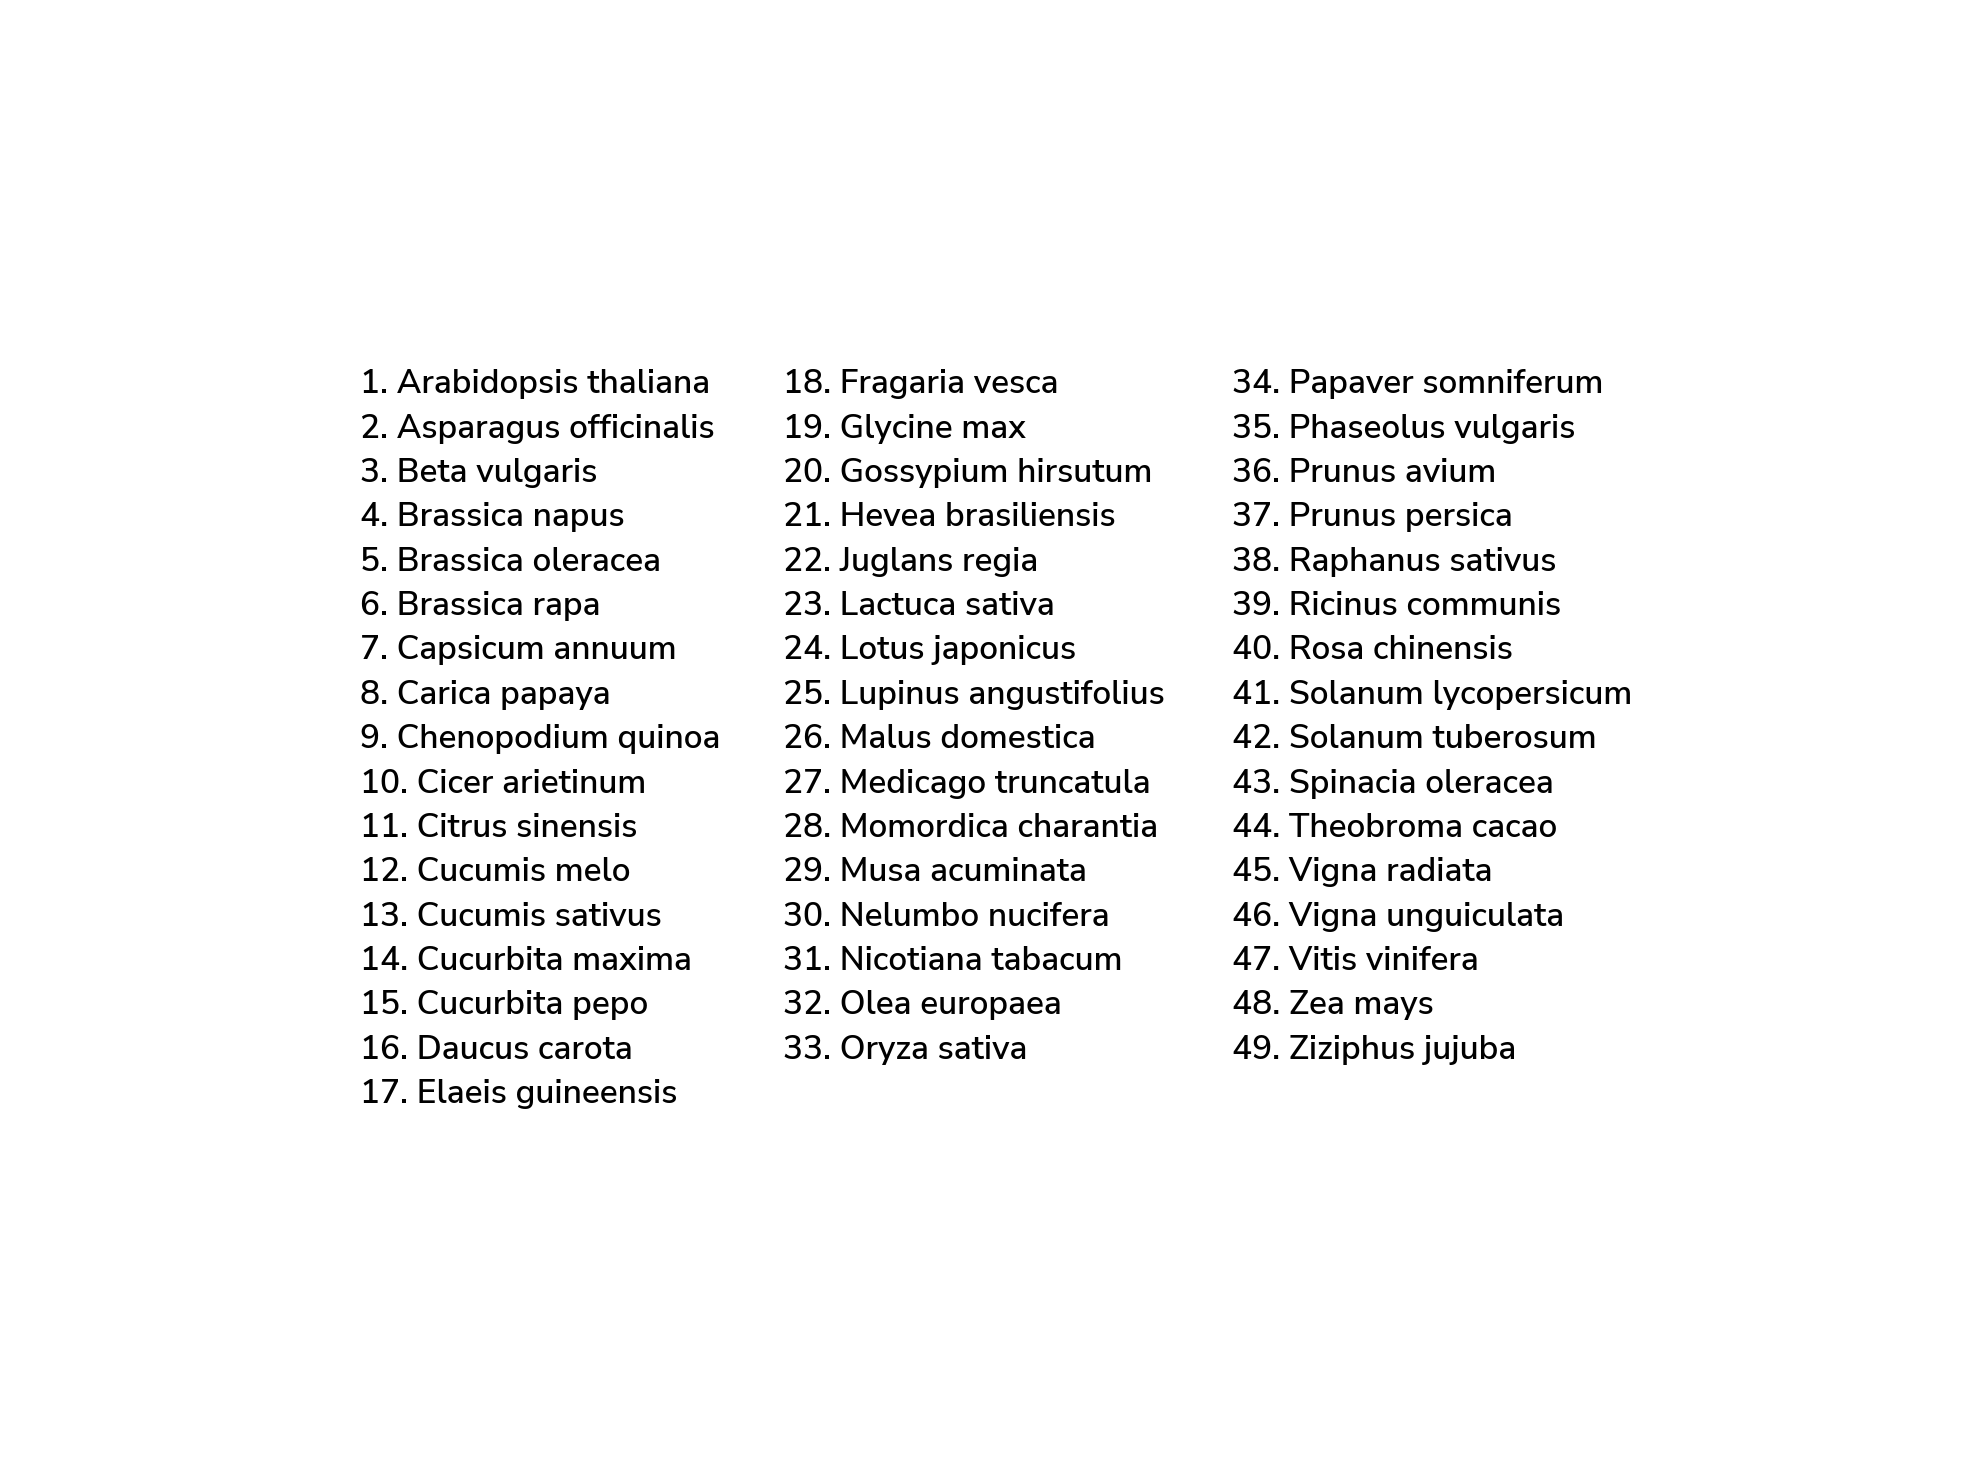 1. Arabidopsis thaliana
2. Asparagus officinalis
3. Beta vulgaris
4. Brassica napus
5. Brassica oleracea
6. Brassica rapa
7. Capsicum annuum
8. Carica papaya
9. Chenopodium quinoa
10. Cicer arietinum
11. Citrus sinensis
12. Cucumis melo
13. Cucumis sativus
14. Cucurbita maxima
15. Cucurbita pepo
16. Daucus carota
17. Elaeis guineensis
18. Fragaria vesca
19. Glycine max
20. Gossypium hirsutum
21. Hevea brasiliensis
22. Juglans regia
23. Lactuca sativa
24. Lotus japonicus
25. Lupinus angustifolius
26. Malus domestica
27. Medicago truncatula
28. Momordica charantia
29. Musa acuminata
30. Nelumbo nucifera
31. Nicotiana tabacum
32. Olea europaea
33. Oryza sativa
34. Papaver somniferum
35. Phaseolus vulgaris
36. Prunus avium
37. Prunus persica
38. Raphanus sativus
39. Ricinus communis
40. Rosa chinensis
41. Solanum lycopersicum
42. Solanum tuberosum
43. Spinacia oleracea
44. Theobroma cacao
45. Vigna radiata
46. Vigna unguiculata
47. Vitis vinifera
48. Zea mays
49. Ziziphus jujuba